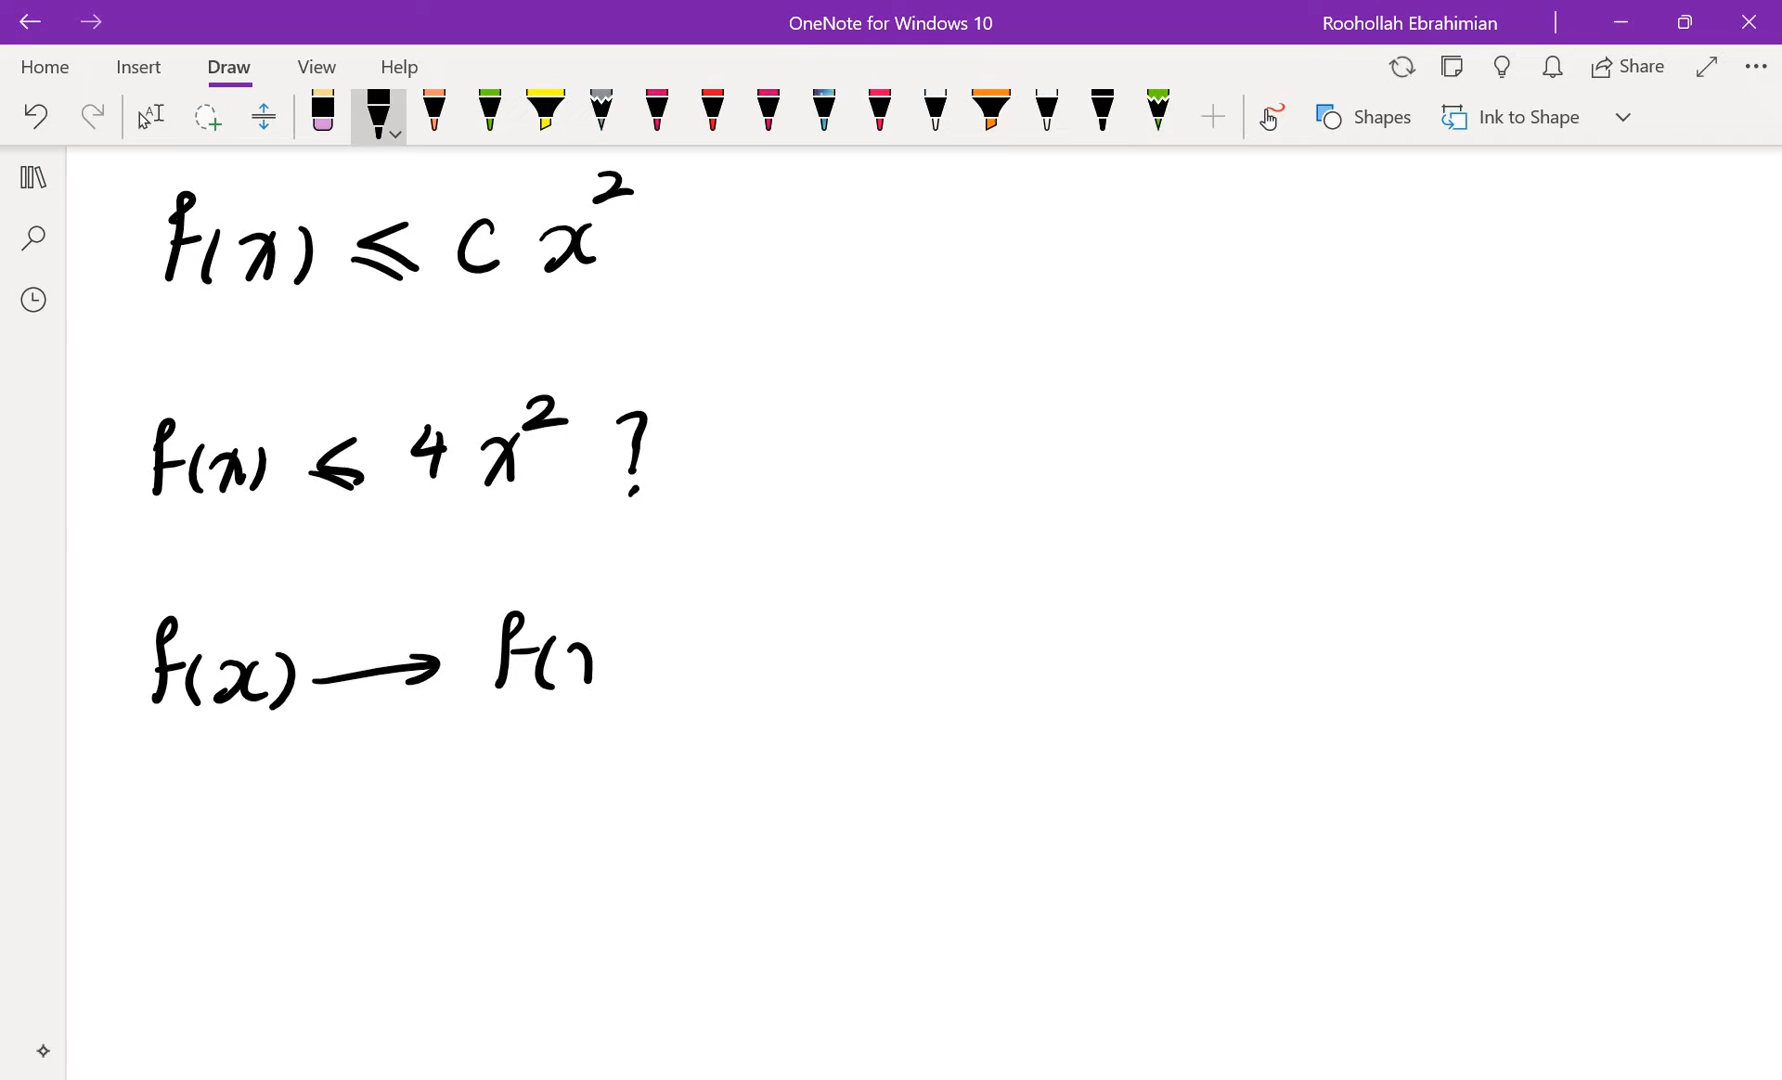 OneNote for Windows 10
Roohollah Ebrahimian
Home Insert Draw View Help
Share
Shapes
Ink to Shape
f(x) ⩽ c x²
f(x) ⩽ 4 x² ?
f(x) → f(